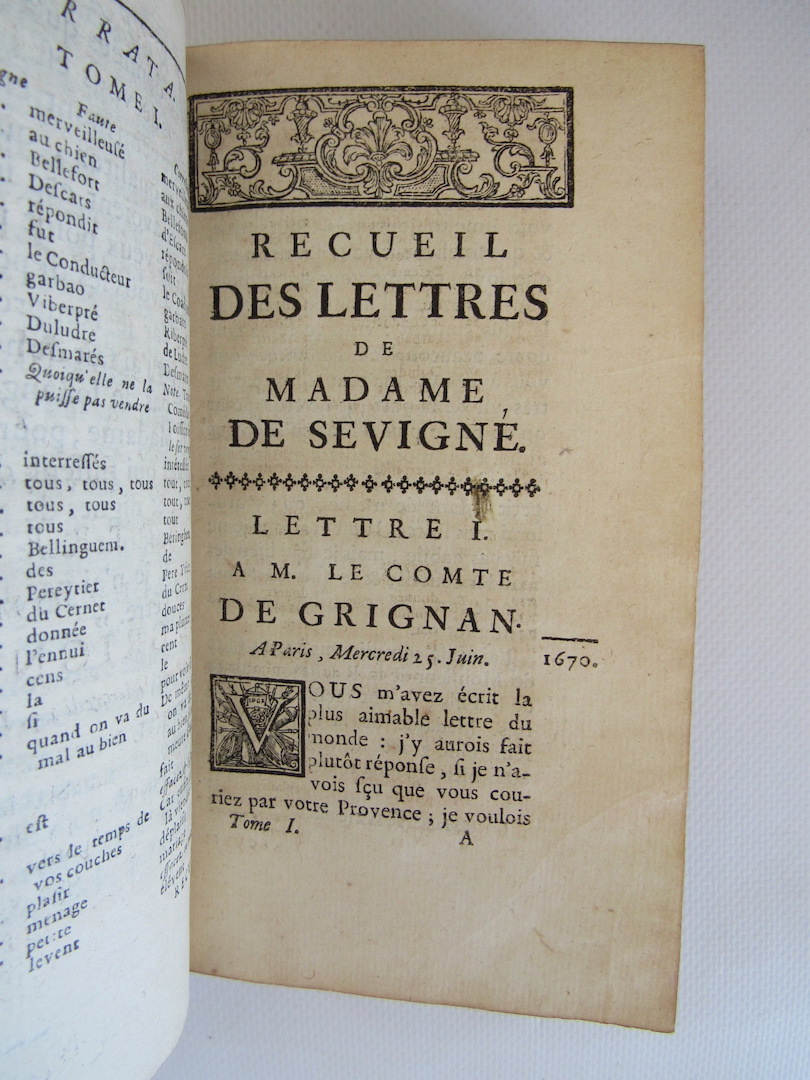 ERRATA.
TOME I.
Faute
merveilleusé
au chien
Bellefort
Deſcars
répondit
fut
le Conducteur
garbao
Viberpré
Duludre
Deſmarés
Quoiqu'elle ne la
puiſſe pas vendre
interreſſés
tous, tous, tous
tous, tous
tous
Bellinguem.
des
Pereytier
du Cernet
donnée
l'ennui
cens
la
ſi
quand on va du
mal au bien
eſt
vers le temps de
vos couches
plaſir
menage
petite
levent
RECUEIL
DES LETTRES
DE
MADAME
DE SEVIGNÉ.
LETTRE I.
A M. LE COMTE
DE GRIGNAN.
A Paris, Mercredi 25. Juin. 1670.
VOUS m'avez écrit la
plus aimable lettre du
monde : j'y aurois fait
plutôt réponſe, ſi je n'a-
vois ſçu que vous cou-
riez par votre Provence ; je voulois
Tome I. A